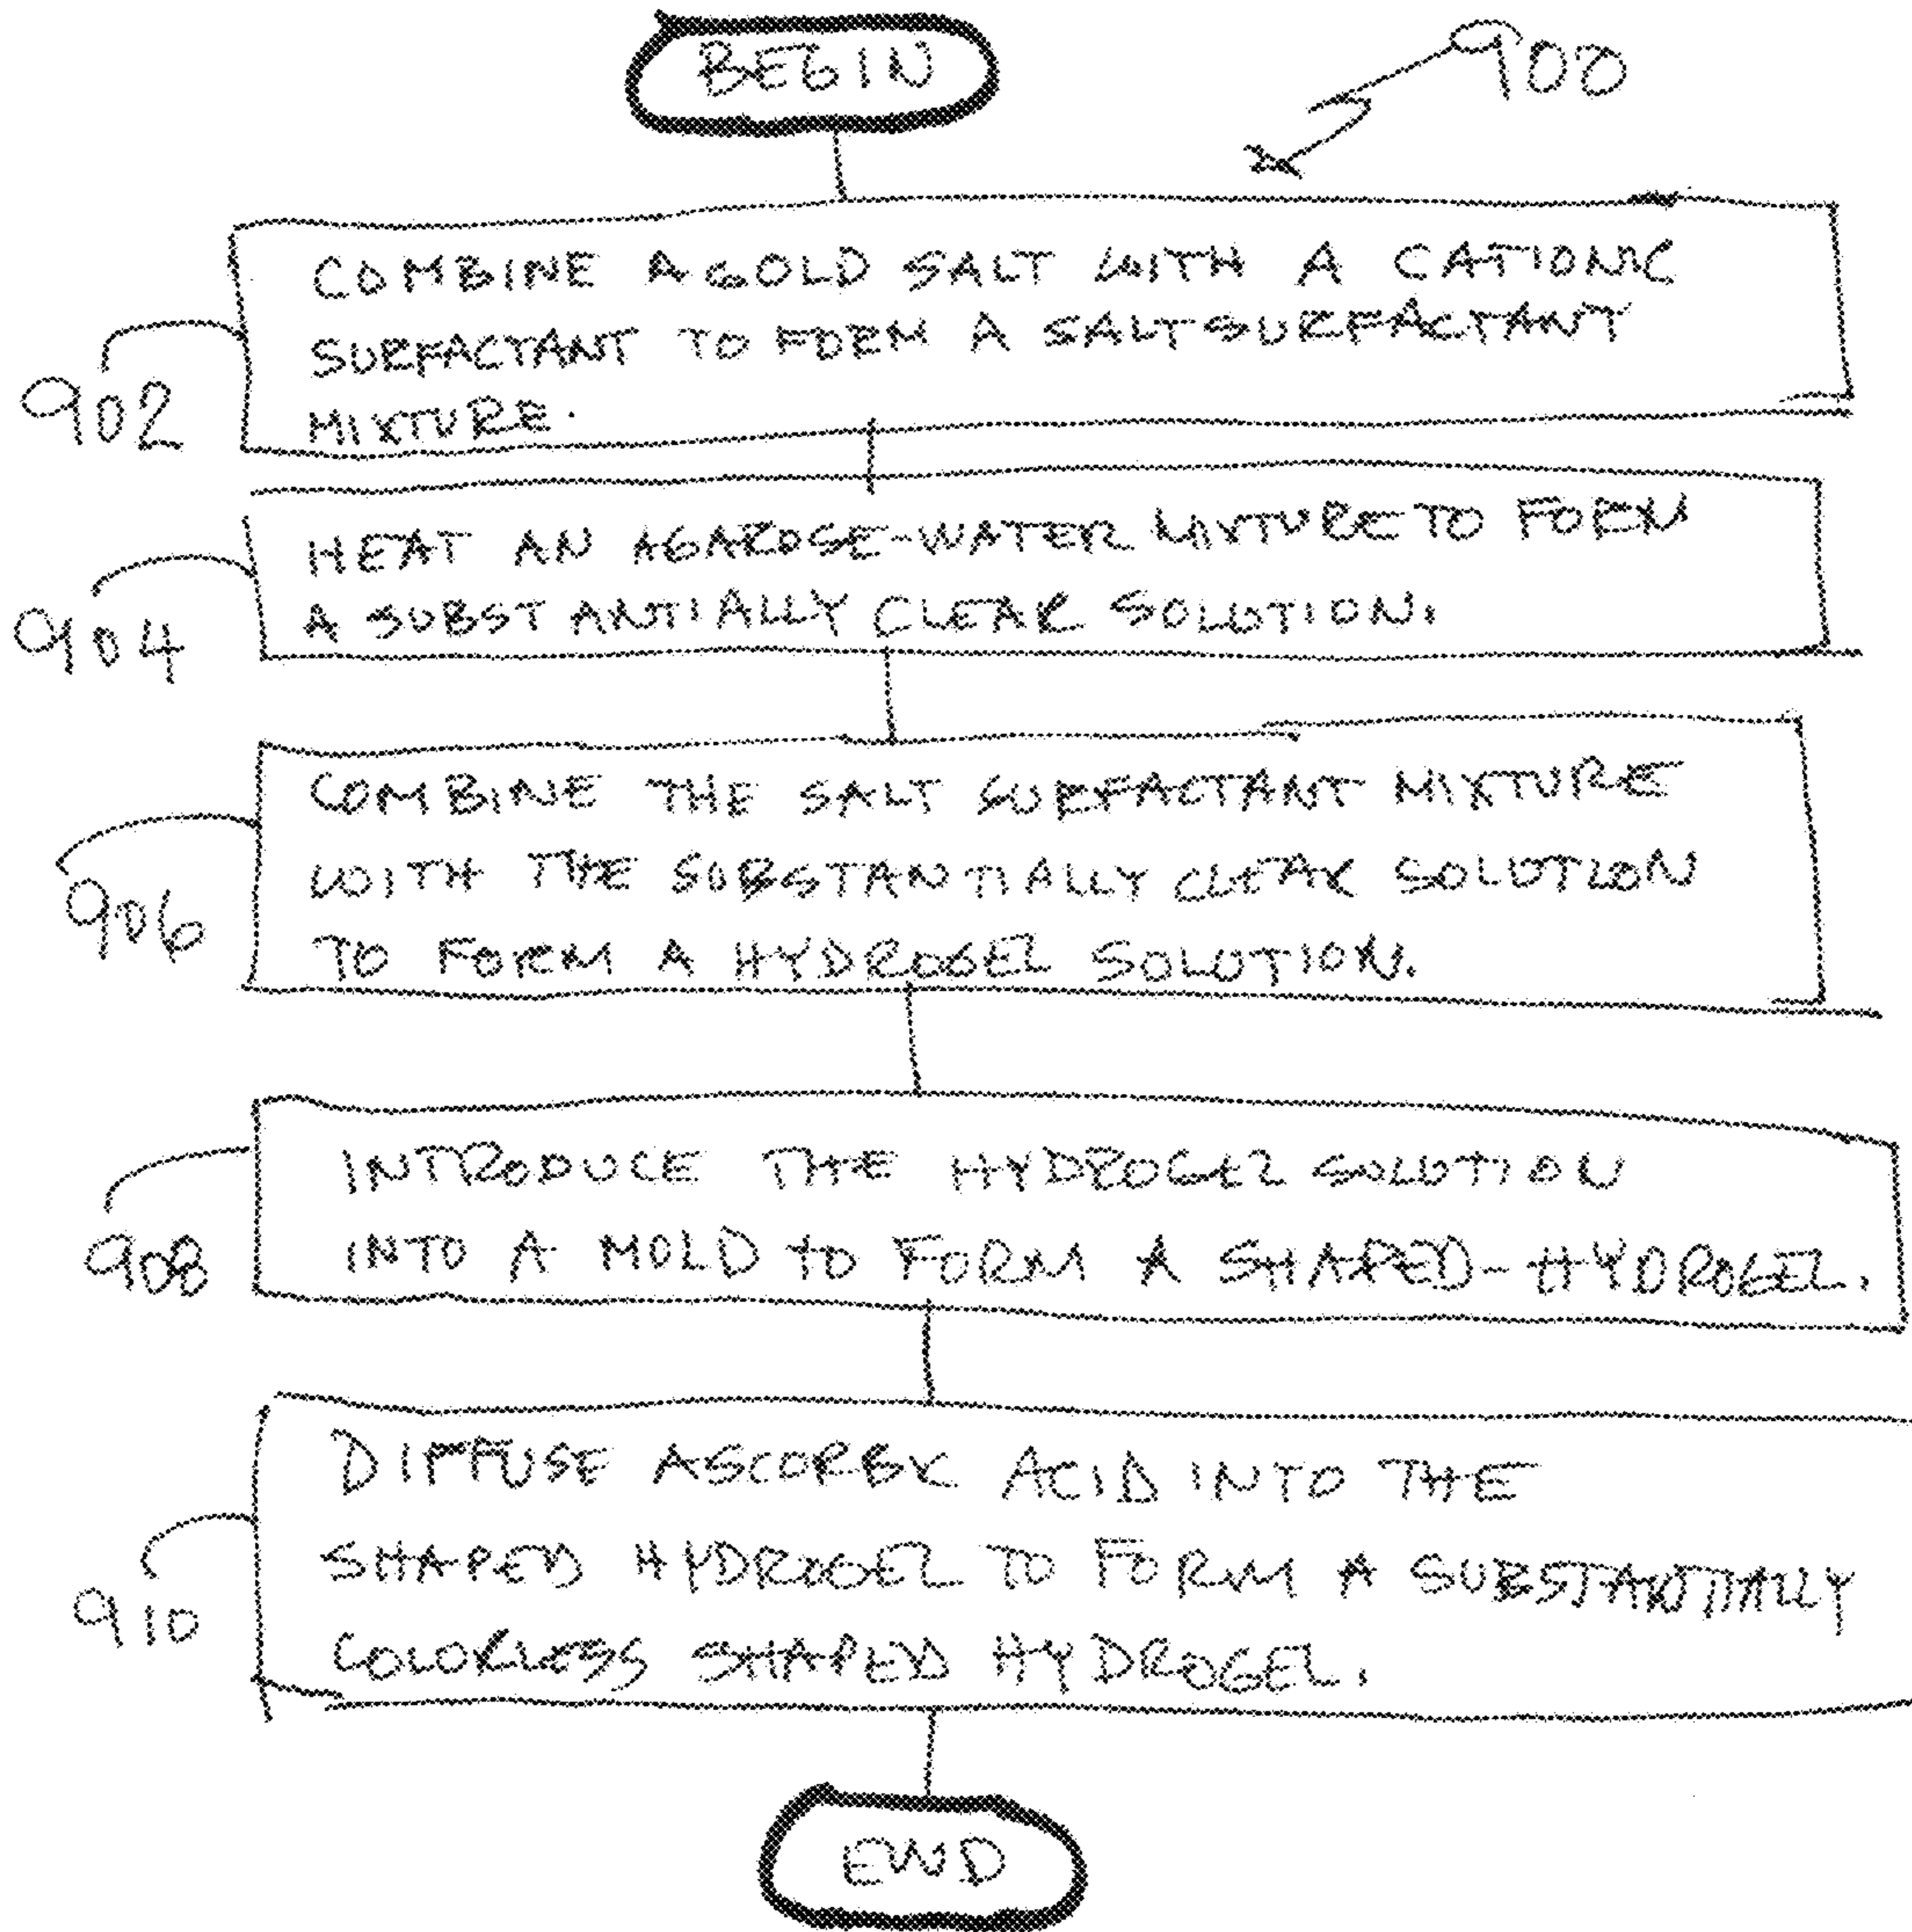 BEGIN
900
COMBINE A GOLD SALT WITH A CATIONIC
SURFACTANT TO FORM A SALT SURFACTANT
MIXTURE.
902
HEAT AN AGAROSE-WATER MIXTURE TO FORM
A SUBSTANTIALLY CLEAR SOLUTION.
904
COMBINE THE SALT SURFACTANT MIXTURE
WITH THE SUBSTANTIALLY CLEAR SOLUTION
TO FORM A HYDROGEL SOLUTION.
906
INTRODUCE THE HYDROGEL SOLUTION
INTO A MOLD TO FORM A SHAPED-HYDROGEL.
908
DIFFUSE ASCORBIC ACID INTO THE
SHAPED HYDROGEL TO FORM A SUBSTANTIALLY
COLORLESS SHAPED HYDROGEL.
910
END